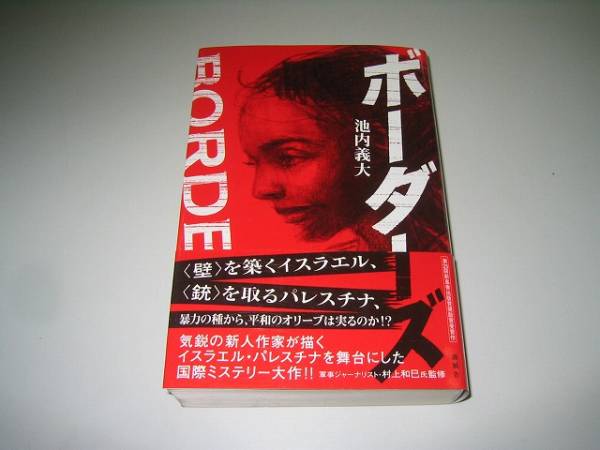 ボーダーズ
池内義大
BORDE
〈壁〉を築くイスラエル、
〈銃〉を取るパレスチナ、
暴力の種から、平和のオリーブは実るのか!?
気鋭の新人作家が描く
イスラエル・パレスチナを舞台にした
国際ミステリー大作!! 軍事ジャーナリスト・村上和巳氏監修